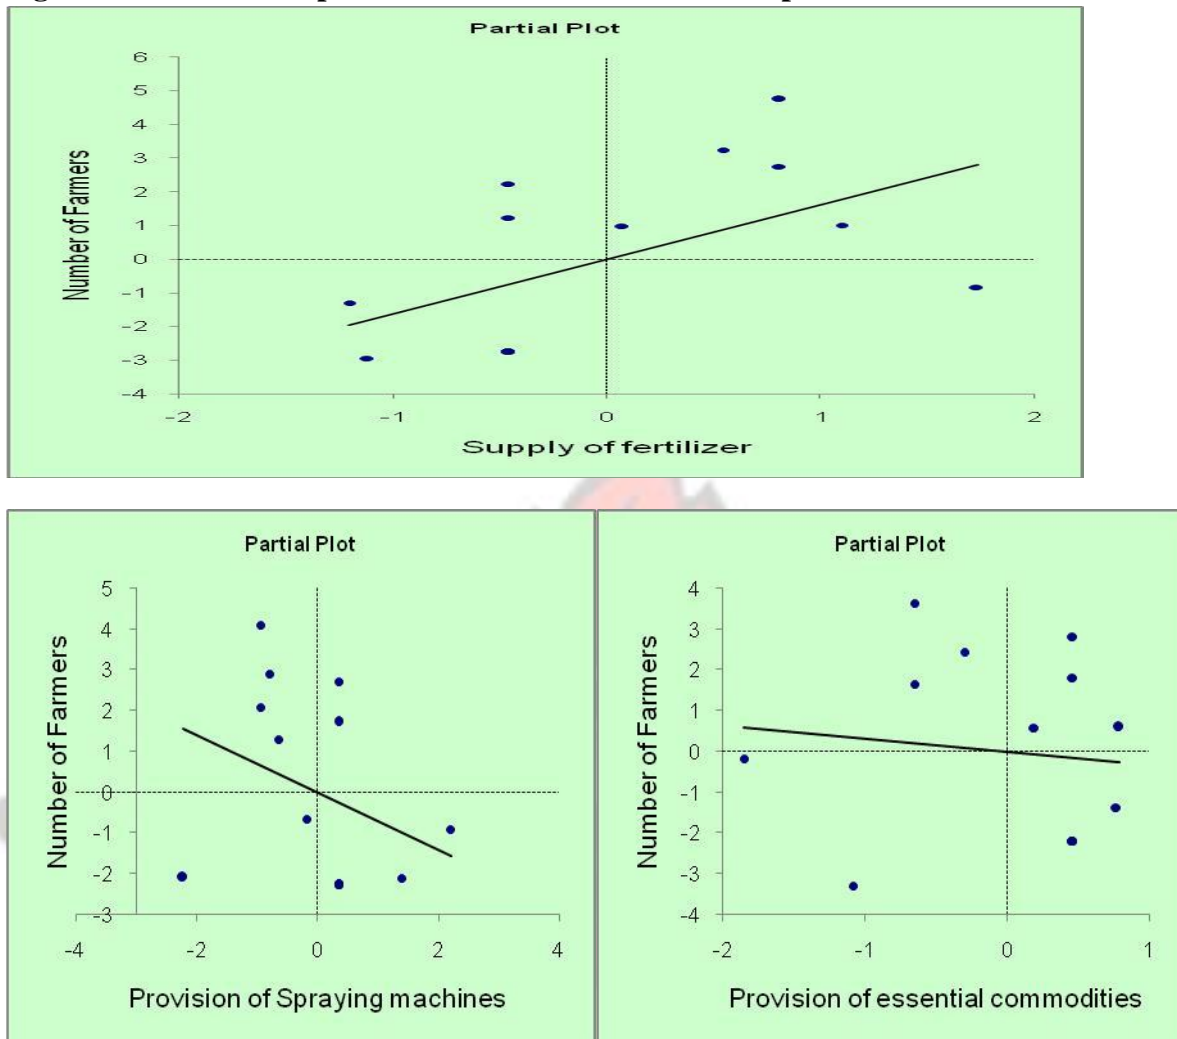 Partial Plot
6
5
4
3
2
1
0
-1
-2
-3
-4
Number of Farmers
-2 -1 0 1 2
Supply of fertilizer
Partial Plot
5
4
3
2
1
0
-1
-2
-3
Number of Farmers
-4 -2 0 2 4
Provision of Spraying machines
Partial Plot
4
3
2
1
0
-1
-2
-3
-4
Number of Farmers
-2 -1 0 1
Provision of essential commodities